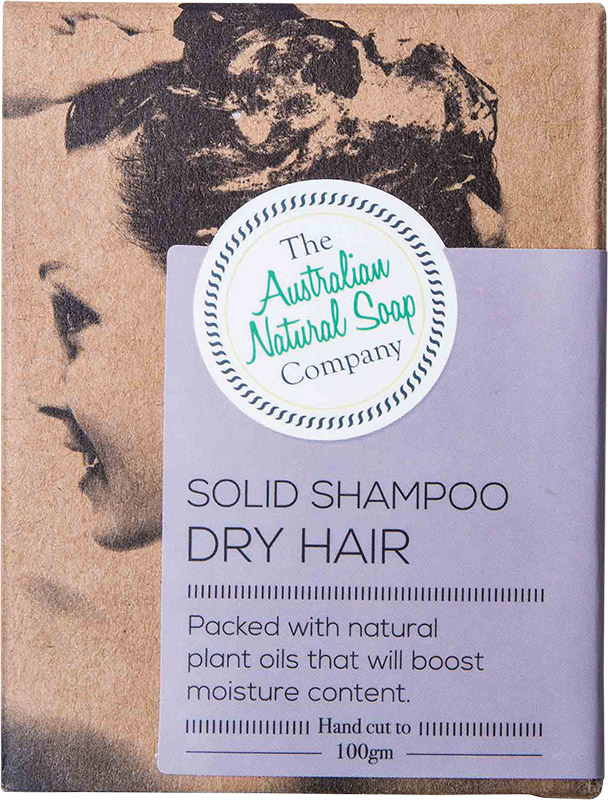 The
Australian
Natural Soap
Company
SOLID SHAMPOO
DRY HAIR
Packed with natural
plant oils that will boost
moisture content.
Hand cut to
100gm